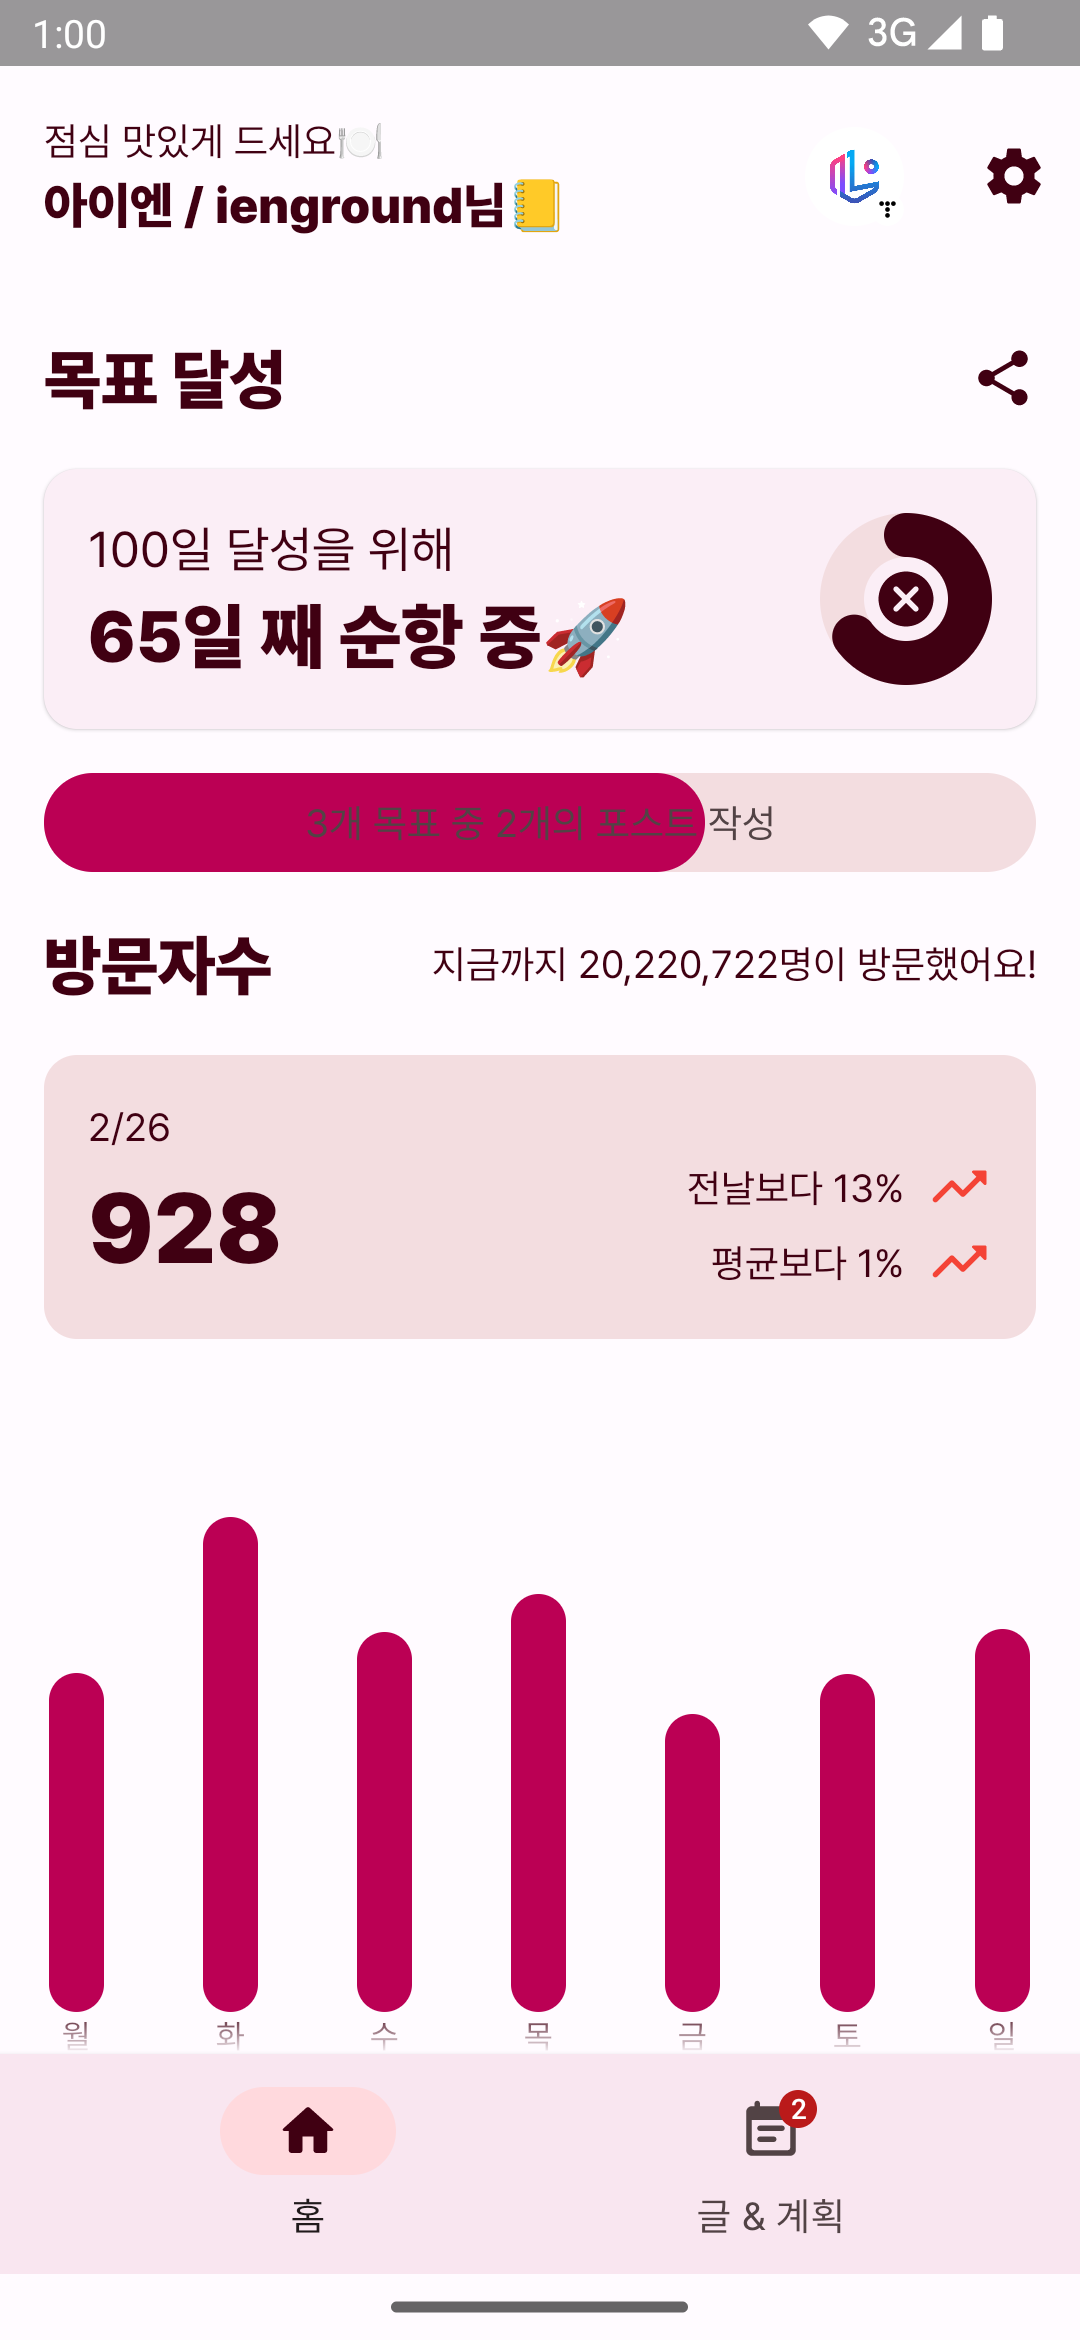 1:00
3G
점심 맛있게 드세요🍽
아이엔 / ienground님📒
목표 달성
100일 달성을 위해
65일 째 순항 중🚀
3개 목표 중 2개의 포스트 작성
방문자수
지금까지 20,220,722명이 방문했어요!
2/26
928
전날보다 13%
평균보다 1%
월 화 수 목 금 토 일
2
홈
글 & 계획